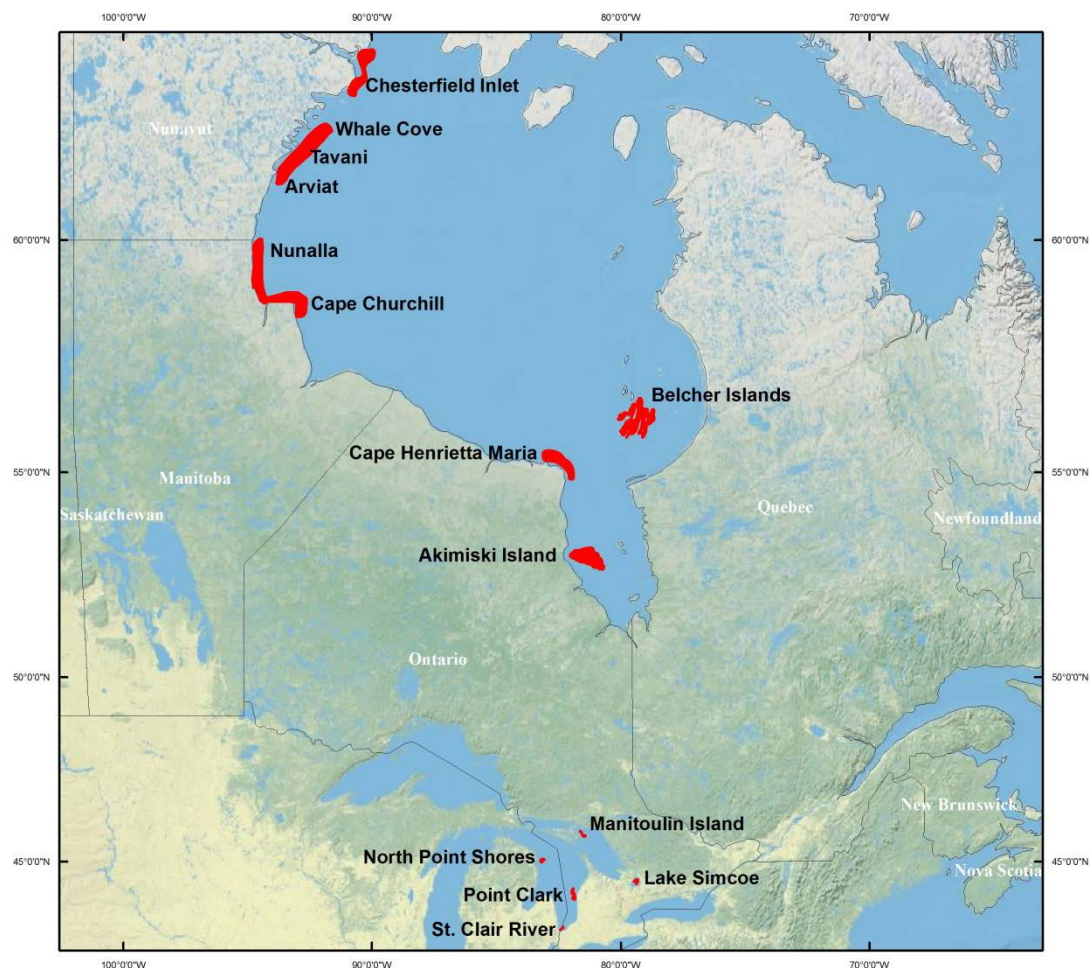 100°0'0"W 90°0'0"W 80°0'0"W 70°0'0"W
Chesterfield Inlet
Nunavut
Whale Cove
Tavani
Arviat
60°0'0"N 60°0'0"N
Nunalla
Cape Churchill
Belcher Islands
Cape Henrietta Maria
55°0'0"N 55°0'0"N
Manitoba
Quebec
Saskatchewan
Newfoundland
Akimiski Island
Ontario
50°0'0"N 50°0'0"N
New Brunswick
Manitoulin Island
North Point Shores
45°0'0"N 45°0'0"N
Nova Scotia
Lake Simcoe
Point Clark
St. Clair River
100°0'0"W 90°0'0"W 80°0'0"W 70°0'0"W